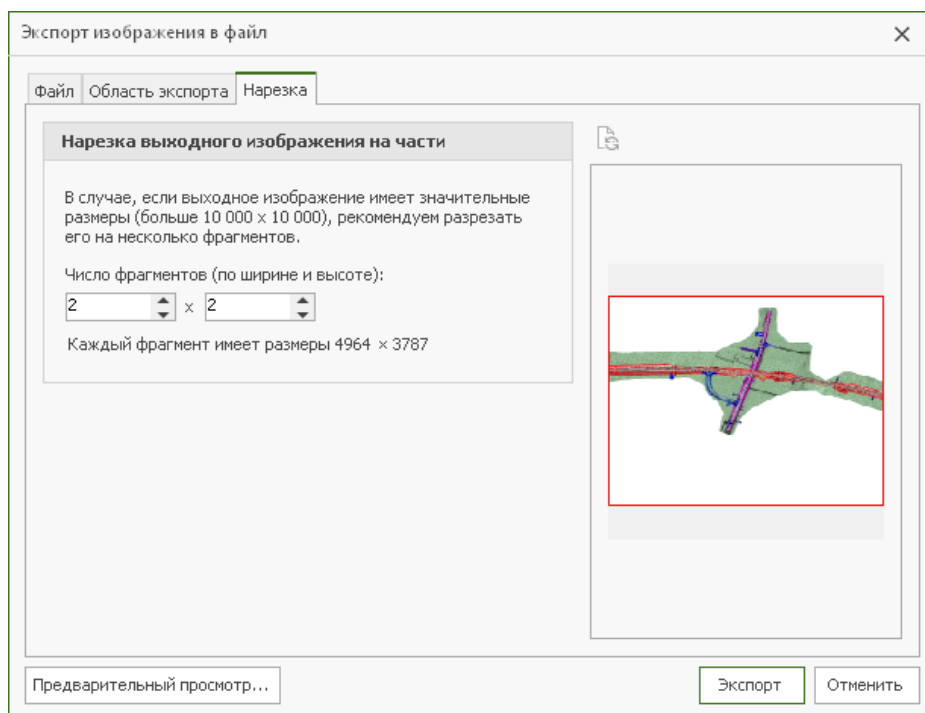 Экспорт изображения в файл
Файл Область экспорта Нарезка
Нарезка выходного изображения на части
В случае, если выходное изображение имеет значительные
размеры (больше 10 000 x 10 000), рекомендуем разрезать
его на несколько фрагментов.
Число фрагментов (по ширине и высоте):
2 x 2
Каждый фрагмент имеет размеры 4964 × 3787
Предварительный просмотр... Экспорт Отменить